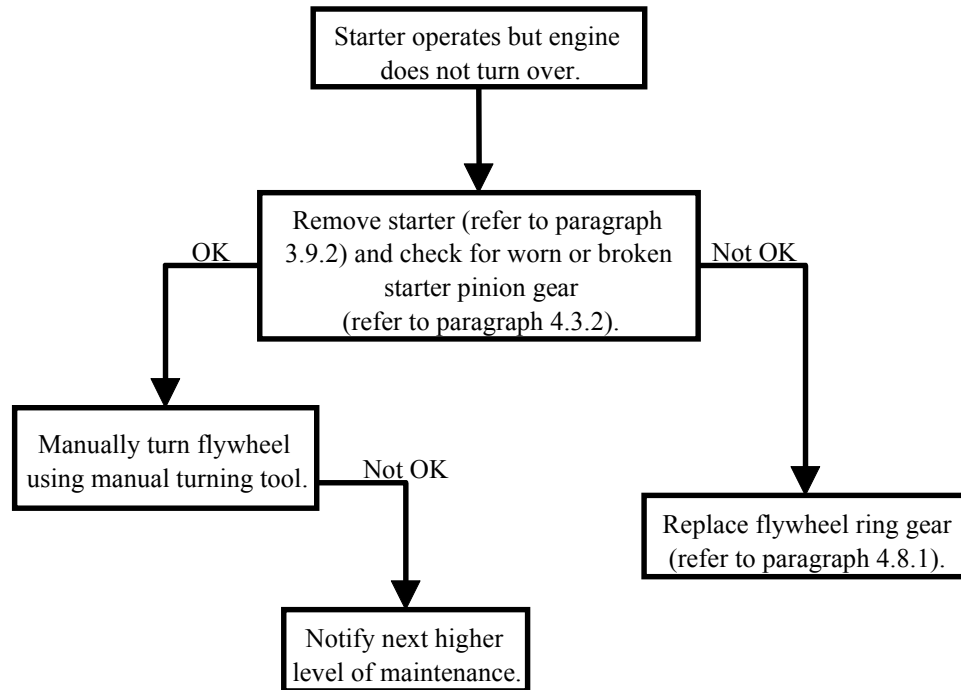 Starter operates but engine
does not turn over.
Remove starter (refer to paragraph
3.9.2) and check for worn or broken
starter pinion gear
(refer to paragraph 4.3.2).
OK
Not OK
Manually turn flywheel
using manual turning tool.
Not OK
Replace flywheel ring gear
(refer to paragraph 4.8.1).
Notify next higher
level of maintenance.